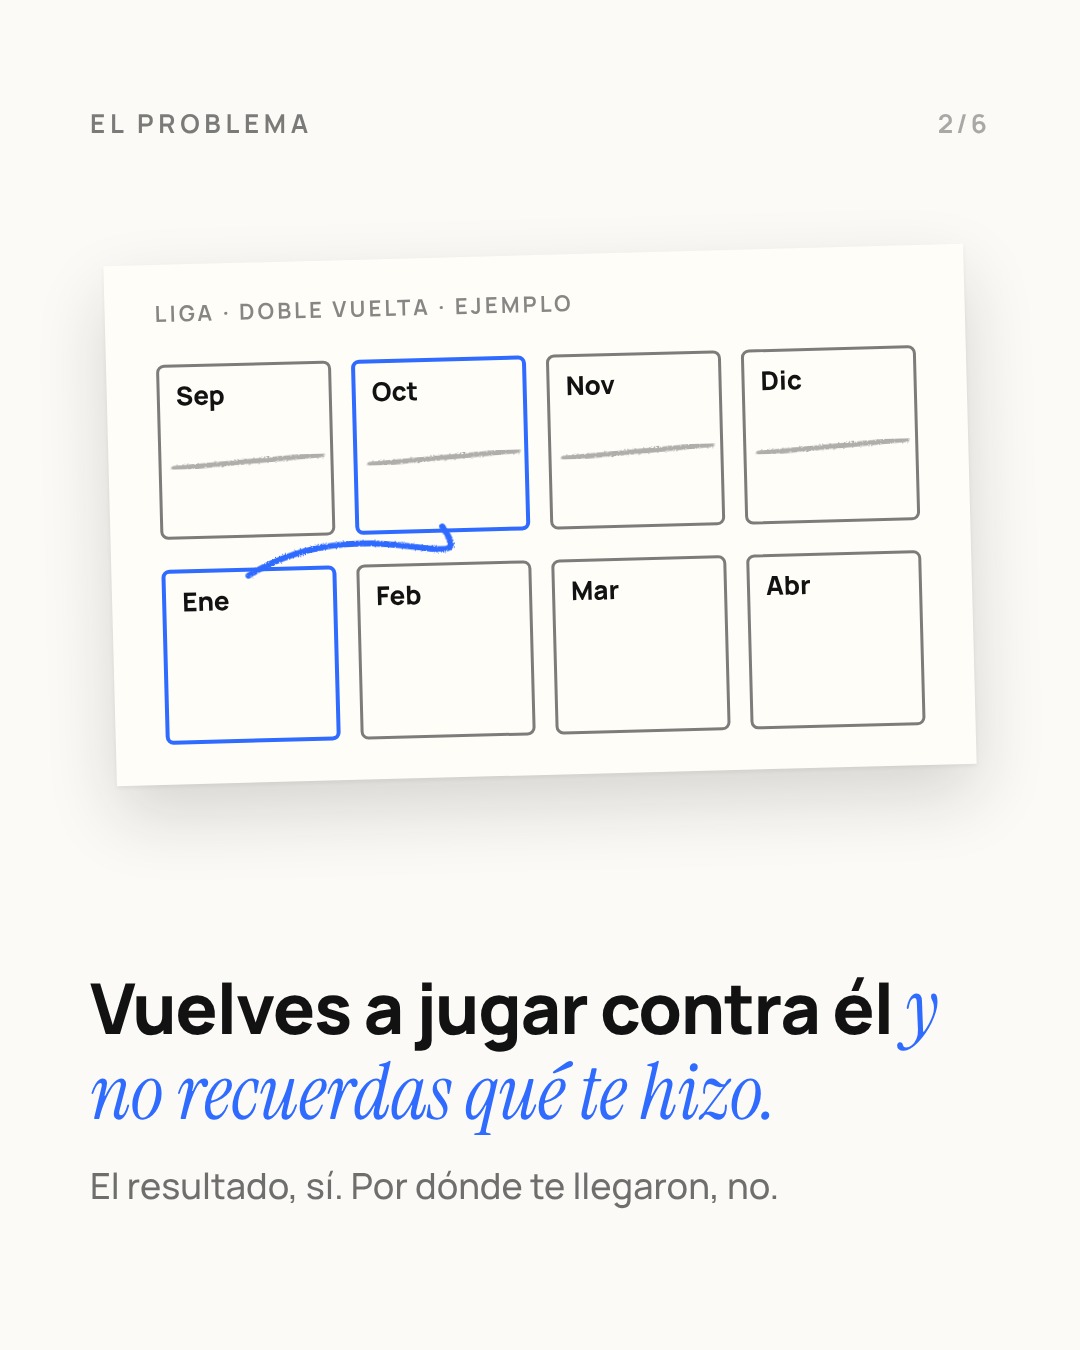 EL PROBLEMA
2/6
LIGA · DOBLE VUELTA · EJEMPLO
Sep
Oct
Nov
Dic
Ene
Feb
Mar
Abr
Vuelves a jugar contra él y
no recuerdas qué te hizo.
El resultado, sí. Por dónde te llegaron, no.